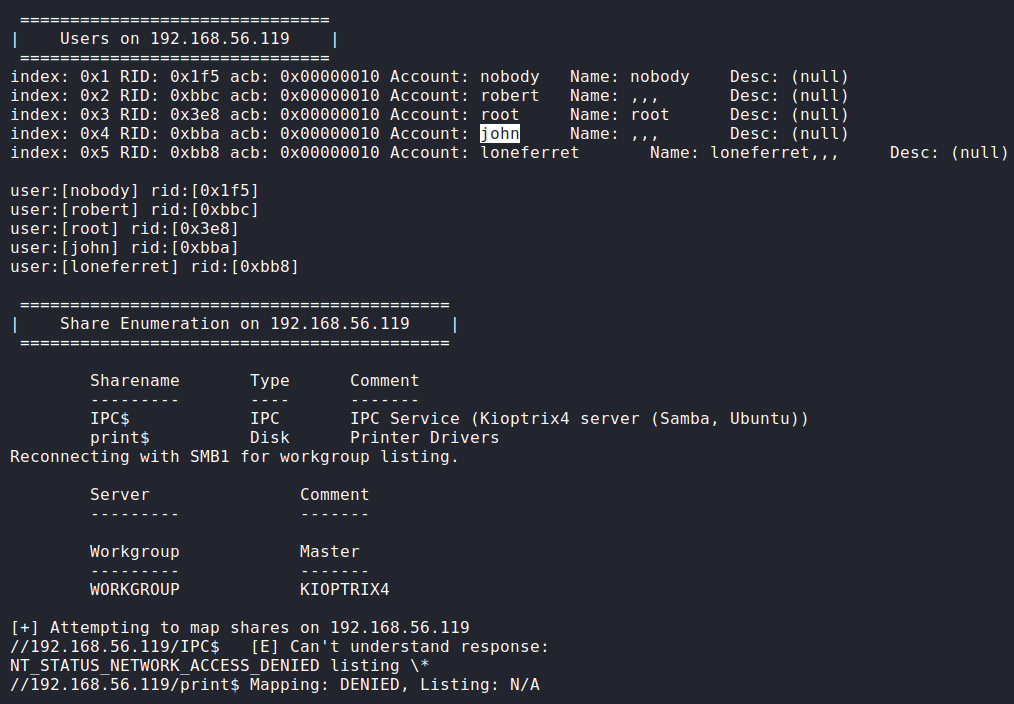 ===============================
|    Users on 192.168.56.119    |
===============================
index: 0x1 RID: 0x1f5 acb: 0x00000010 Account: nobody   Name: nobody    Desc: (null)
index: 0x2 RID: 0xbbc acb: 0x00000010 Account: robert   Name: ,,,       Desc: (null)
index: 0x3 RID: 0x3e8 acb: 0x00000010 Account: root     Name: root      Desc: (null)
index: 0x4 RID: 0xbba acb: 0x00000010 Account: john     Name: ,,,       Desc: (null)
index: 0x5 RID: 0xbb8 acb: 0x00000010 Account: loneferret       Name: loneferret,,,     Desc: (null)
user:[nobody] rid:[0x1f5]
user:[robert] rid:[0xbbc]
user:[root] rid:[0x3e8]
user:[john] rid:[0xbba]
user:[loneferret] rid:[0xbb8]
===========================================
|    Share Enumeration on 192.168.56.119    |
===========================================
Sharename       Type      Comment
---------       ----      -------
IPC$            IPC       IPC Service (Kioptrix4 server (Samba, Ubuntu))
print$          Disk      Printer Drivers
Reconnecting with SMB1 for workgroup listing.
Server               Comment
---------            -------
Workgroup            Master
---------            -------
WORKGROUP            KIOPTRIX4
[+] Attempting to map shares on 192.168.56.119
//192.168.56.119/IPC$   [E] Can't understand response:
NT_STATUS_NETWORK_ACCESS_DENIED listing \*
//192.168.56.119/print$ Mapping: DENIED, Listing: N/A